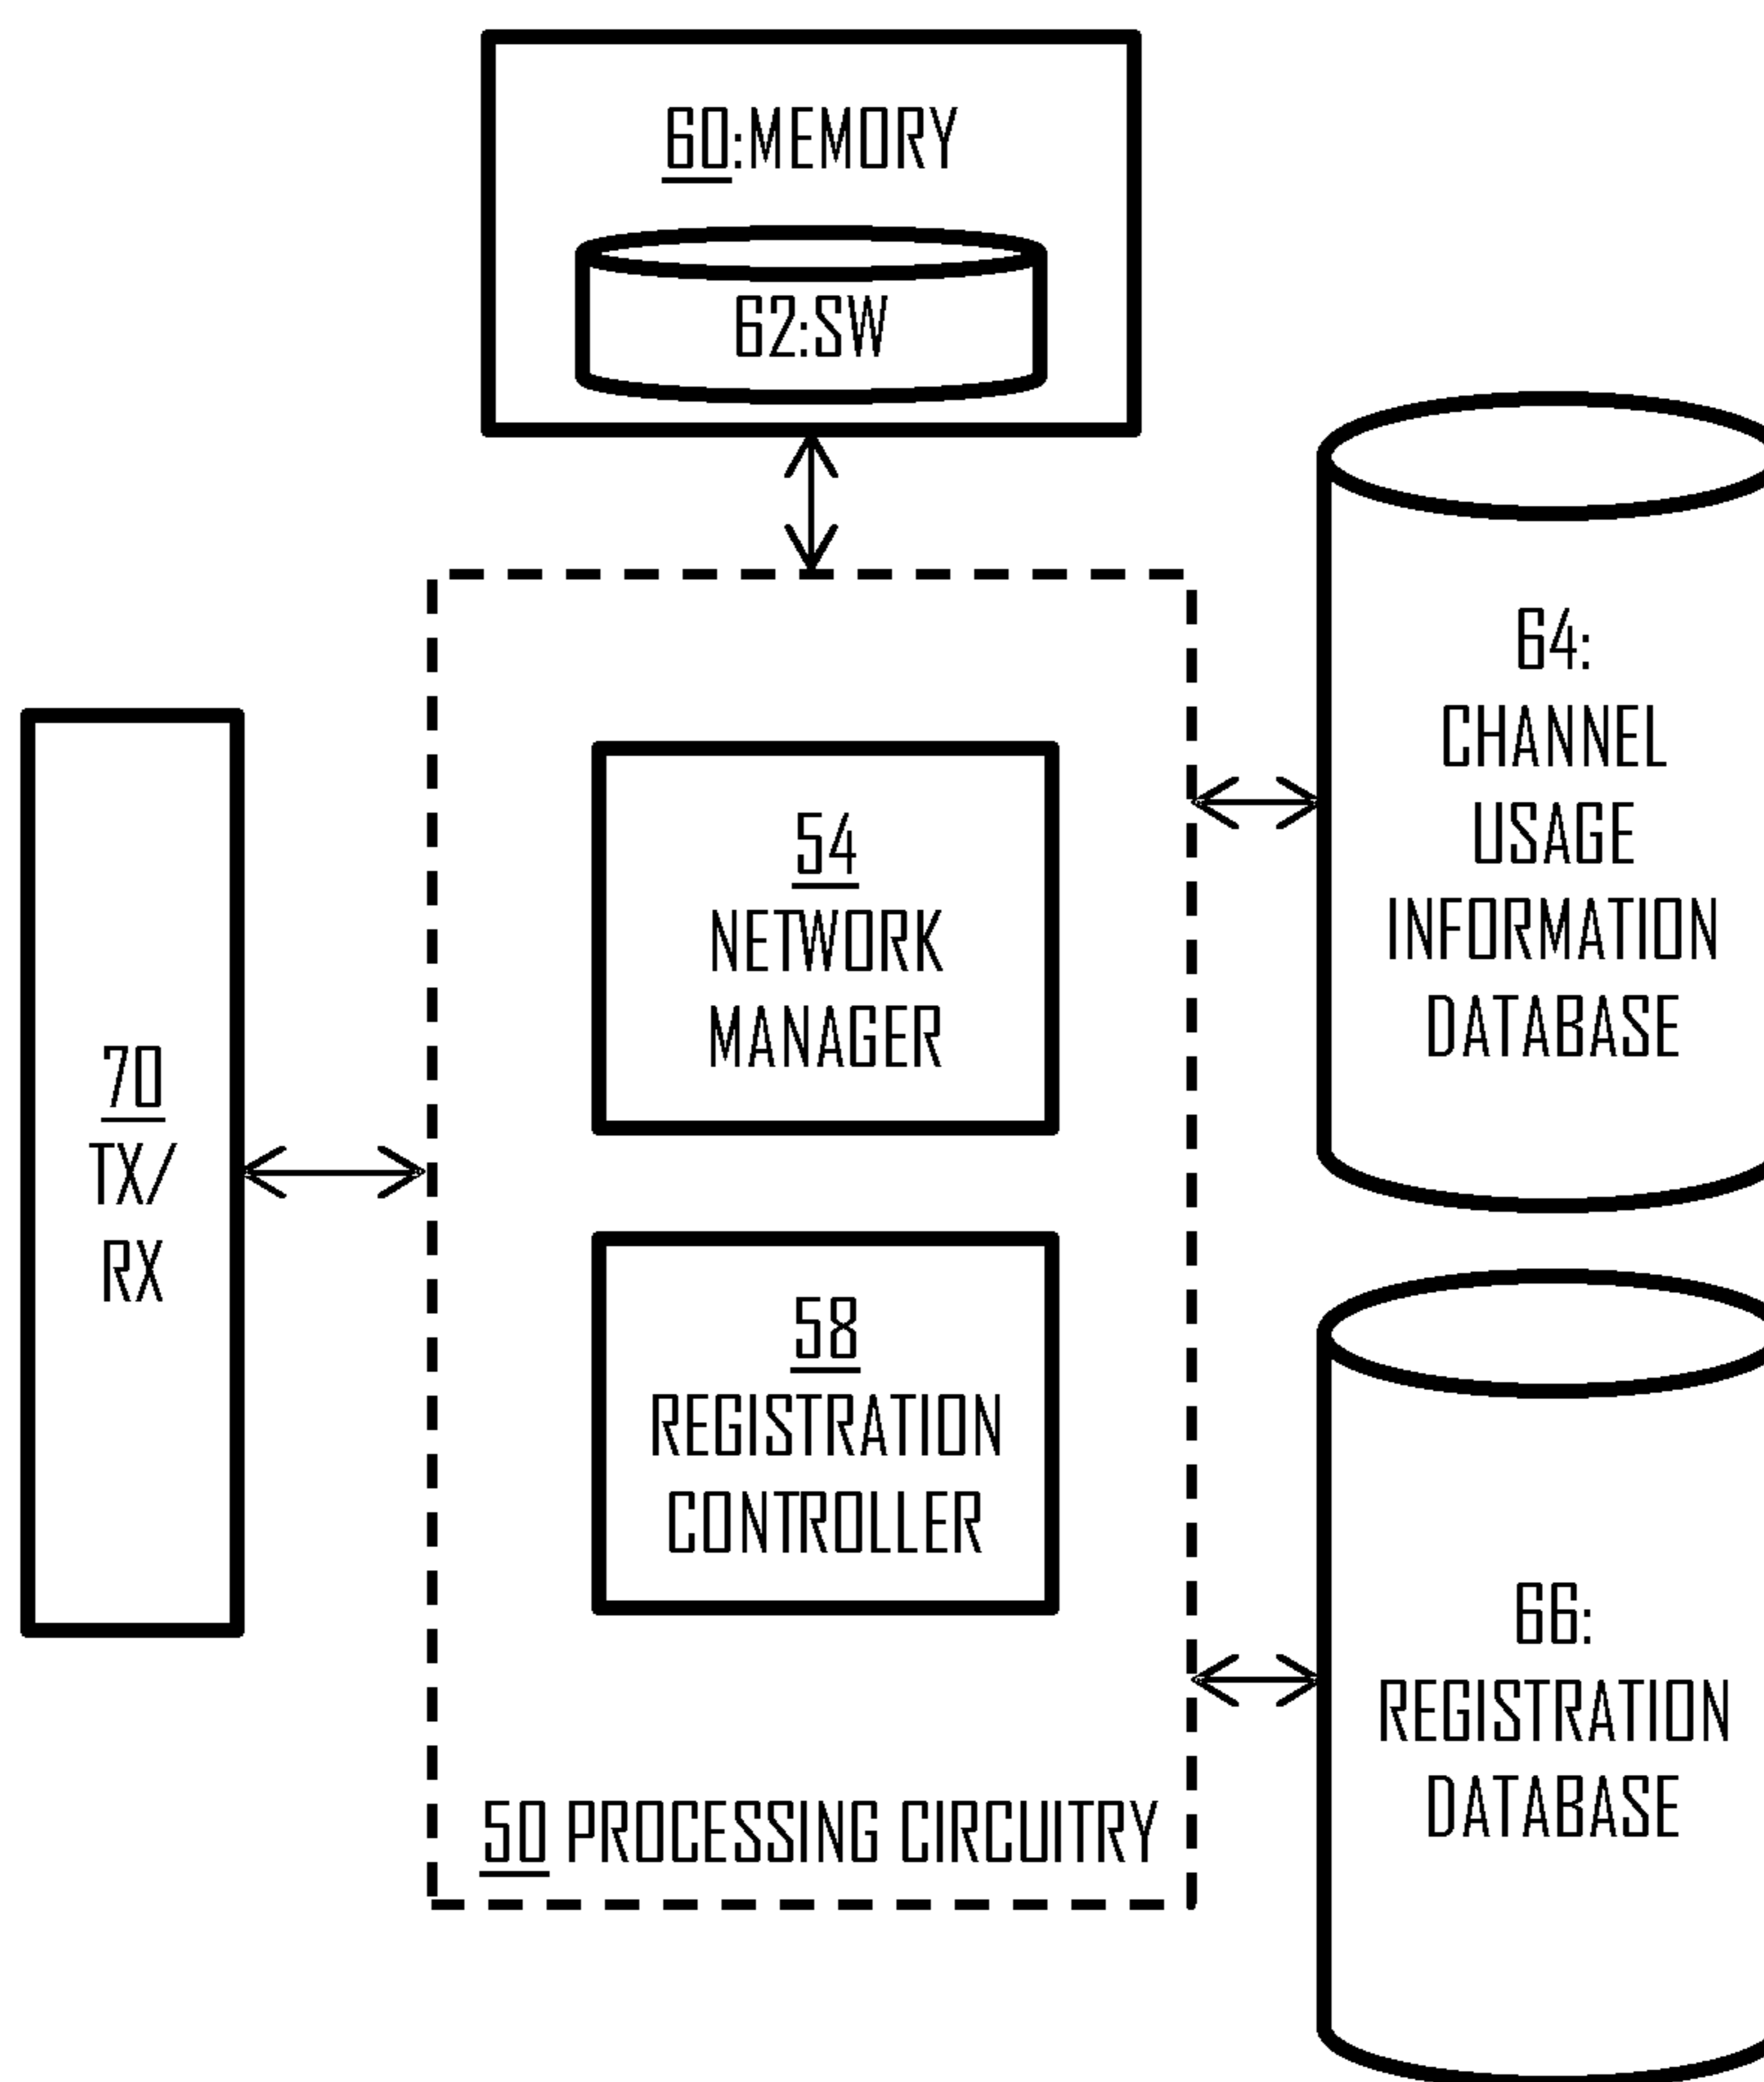 60:MEMORY
62:SW
64:
CHANNEL
USAGE
INFORMATION
DATABASE
54
NETWORK
MANAGER
70
TX/
RX
58
REGISTRATION
CONTROLLER
66:
REGISTRATION
DATABASE
50 PROCESSING CIRCUITRY